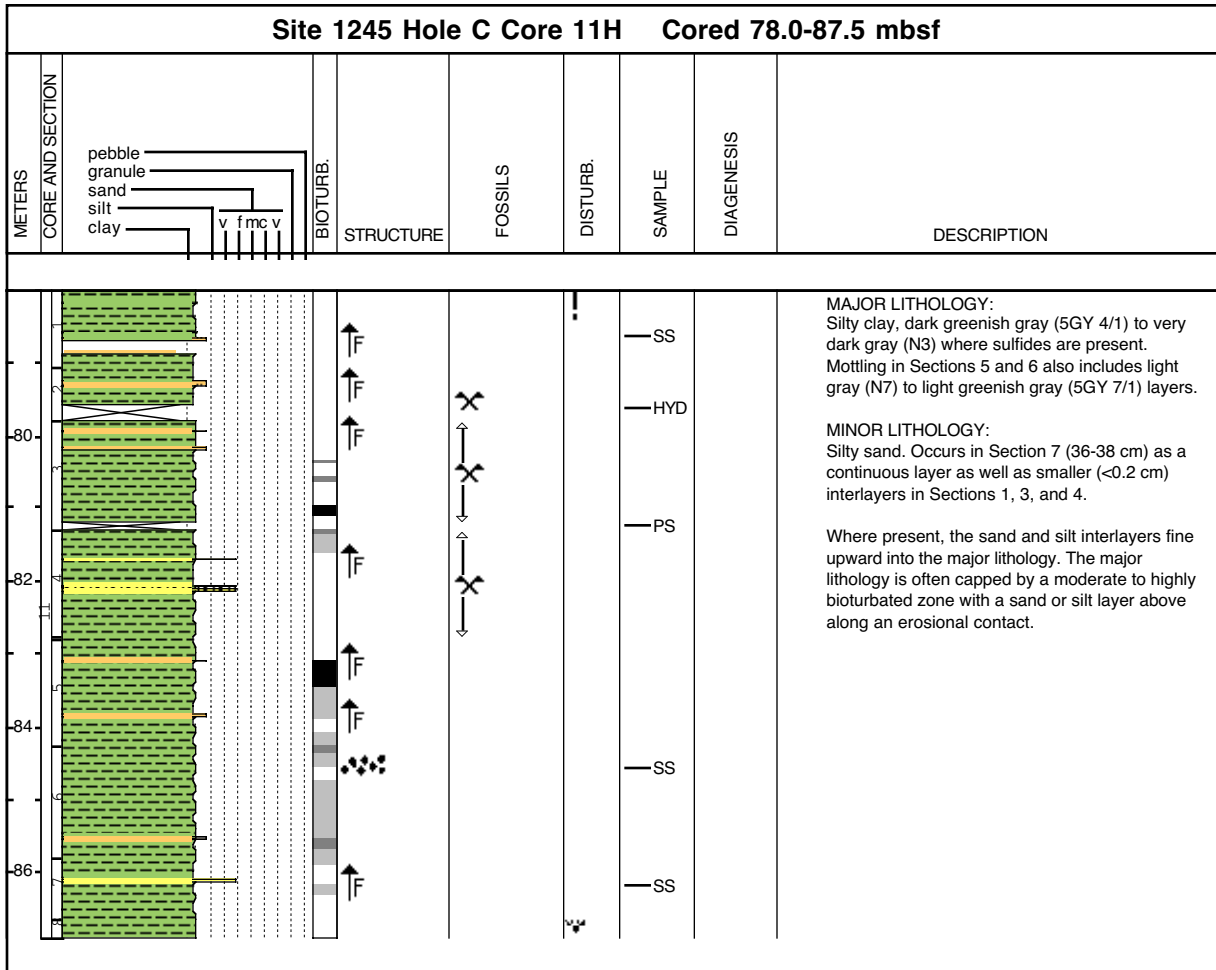 Site 1245 Hole C Core 11H Cored 78.0-87.5 mbsf
METERS
CORE AND SECTION
pebble
granule
sand
silt
v f m c v
clay
BIOTURB.
STRUCTURE
FOSSILS
DISTURB.
SAMPLE
DIAGENESIS
DESCRIPTION
80
82
84
86
11
1
2
3
4
5
6
7
8
F
F
F
F
F
F
F
!
SS
HYD
PS
SS
SS
MAJOR LITHOLOGY:
Silty clay, dark greenish gray (5GY 4/1) to very
dark gray (N3) where sulfides are present.
Mottling in Sections 5 and 6 also includes light
gray (N7) to light greenish gray (5GY 7/1) layers.
MINOR LITHOLOGY:
Silty sand. Occurs in Section 7 (36-38 cm) as a
continuous layer as well as smaller (<0.2 cm)
interlayers in Sections 1, 3, and 4.
Where present, the sand and silt interlayers fine
upward into the major lithology. The major
lithology is often capped by a moderate to highly
bioturbated zone with a sand or silt layer above
along an erosional contact.